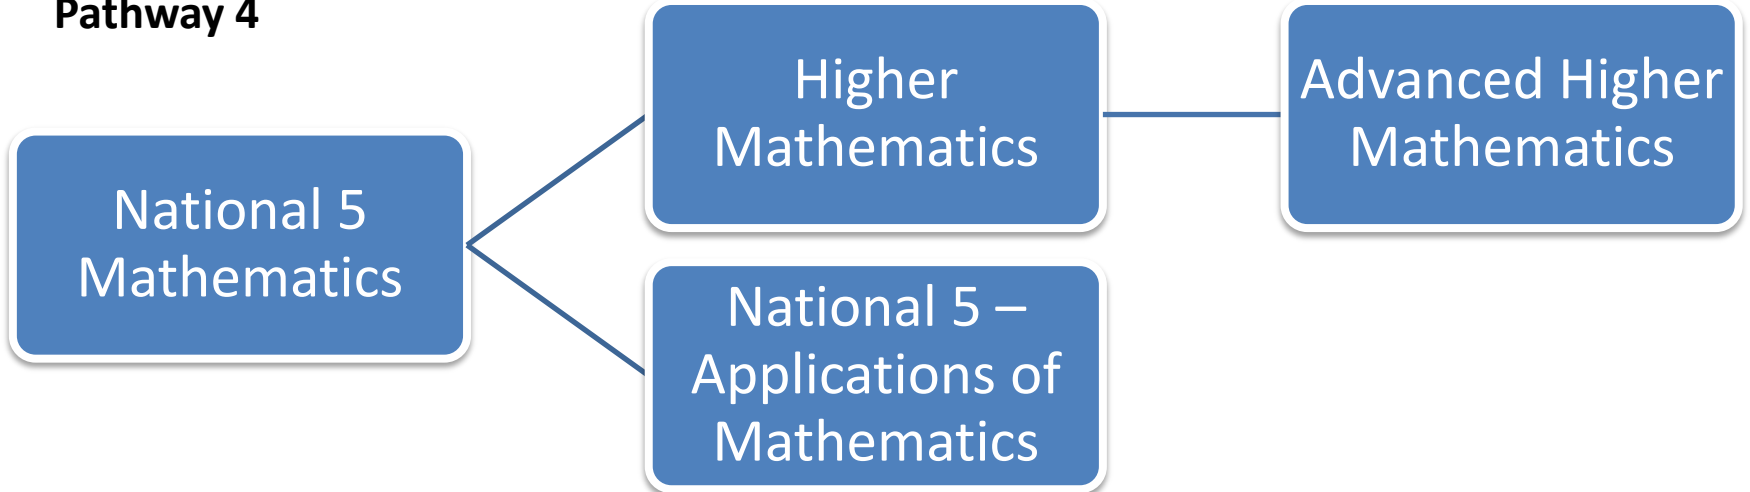 Pathway 4
National 5
Mathematics
Higher
Mathematics
National 5 –
Applications of
Mathematics
Advanced Higher
Mathematics